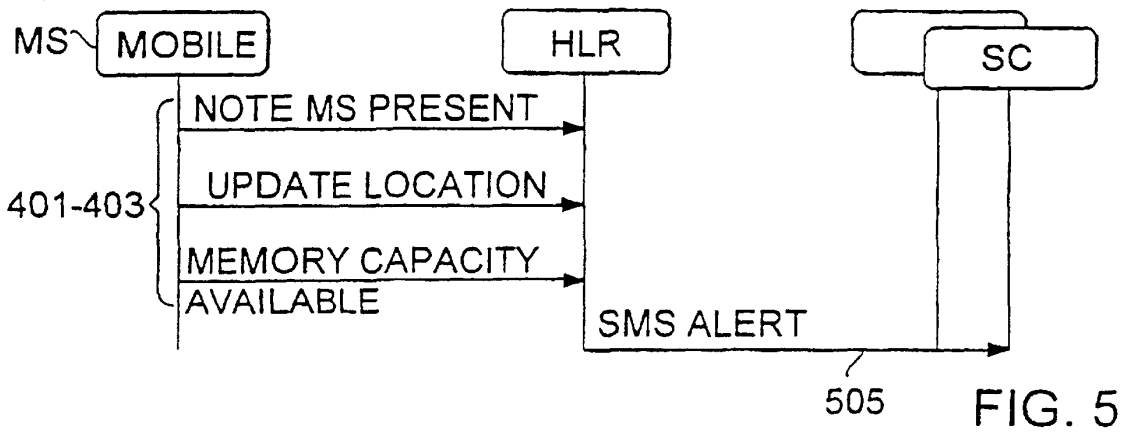 MS MOBILE HLR SC
NOTE MS PRESENT
401-403 UPDATE LOCATION
MEMORY CAPACITY
AVAILABLE
SMS ALERT
505
FIG. 5